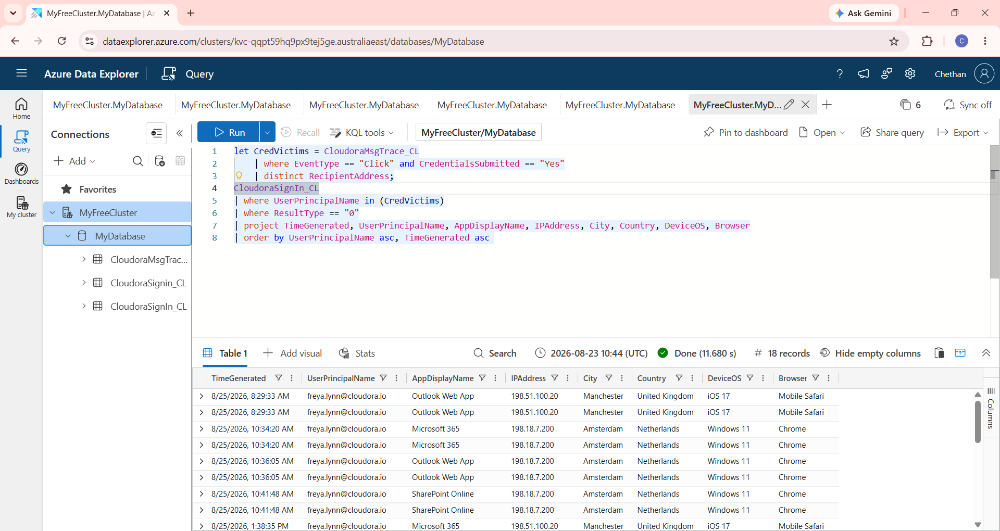 MyFreeCluster.MyDatabase | Az
Ask Gemini
dataexplorer.azure.com/clusters/kvc-qqpt59hq9px9tej5ge.australiaeast/databases/MyDatabase
C
Azure Data Explorer
Query
?
Chethan
MyFreeCluster.MyDatabase
MyFreeCluster.MyDatabase
MyFreeCluster.MyDatabase
MyFreeCluster.MyDatabase
MyFreeCluster.MyDatabase
MyFreeCluster.MyD...
6
Sync off
Home
Query
Dashboards
My cluster
Connections
Add
Favorites
MyFreeCluster
MyDatabase
CloudoraMsgTrac...
CloudoraSignin_CL
CloudoraSignIn_CL
Run
Recall
KQL tools
MyFreeCluster/MyDatabase
Pin to dashboard
Open
Share query
Export
1 let CredVictims = CloudoraMsgTrace_CL
2 | where EventType == "Click" and CredentialsSubmitted == "Yes"
3 | distinct RecipientAddress;
4 CloudoraSignIn_CL
5 | where UserPrincipalName in (CredVictims)
6 | where ResultType == "0"
7 | project TimeGenerated, UserPrincipalName, AppDisplayName, IPAddress, City, Country, DeviceOS, Browser
8 | order by UserPrincipalName asc, TimeGenerated asc
Table 1
Add visual
Stats
Search
2026-08-23 10:44 (UTC)
Done (11.680 s)
# 18 records
Hide empty columns
TimeGenerated UserPrincipalName AppDisplayName IPAddress City Country DeviceOS Browser
8/25/2026, 8:29:33 AM freya.lynn@cloudora.io Outlook Web App 198.51.100.20 Manchester United Kingdom iOS 17 Mobile Safari
8/25/2026, 8:29:33 AM freya.lynn@cloudora.io Outlook Web App 198.51.100.20 Manchester United Kingdom iOS 17 Mobile Safari
8/25/2026, 10:34:20 AM freya.lynn@cloudora.io Microsoft 365 198.18.7.200 Amsterdam Netherlands Windows 11 Chrome
8/25/2026, 10:34:20 AM freya.lynn@cloudora.io Microsoft 365 198.18.7.200 Amsterdam Netherlands Windows 11 Chrome
8/25/2026, 10:36:05 AM freya.lynn@cloudora.io Outlook Web App 198.18.7.200 Amsterdam Netherlands Windows 11 Chrome
8/25/2026, 10:36:05 AM freya.lynn@cloudora.io Outlook Web App 198.18.7.200 Amsterdam Netherlands Windows 11 Chrome
8/25/2026, 10:41:48 AM freya.lynn@cloudora.io SharePoint Online 198.18.7.200 Amsterdam Netherlands Windows 11 Chrome
8/25/2026, 10:41:48 AM freya.lynn@cloudora.io SharePoint Online 198.18.7.200 Amsterdam Netherlands Windows 11 Chrome
8/25/2026, 1:38:35 PM freya.lynn@cloudora.io Microsoft 365 198.51.100.20 Manchester United Kingdom iOS 17 Mobile Safari
Columns